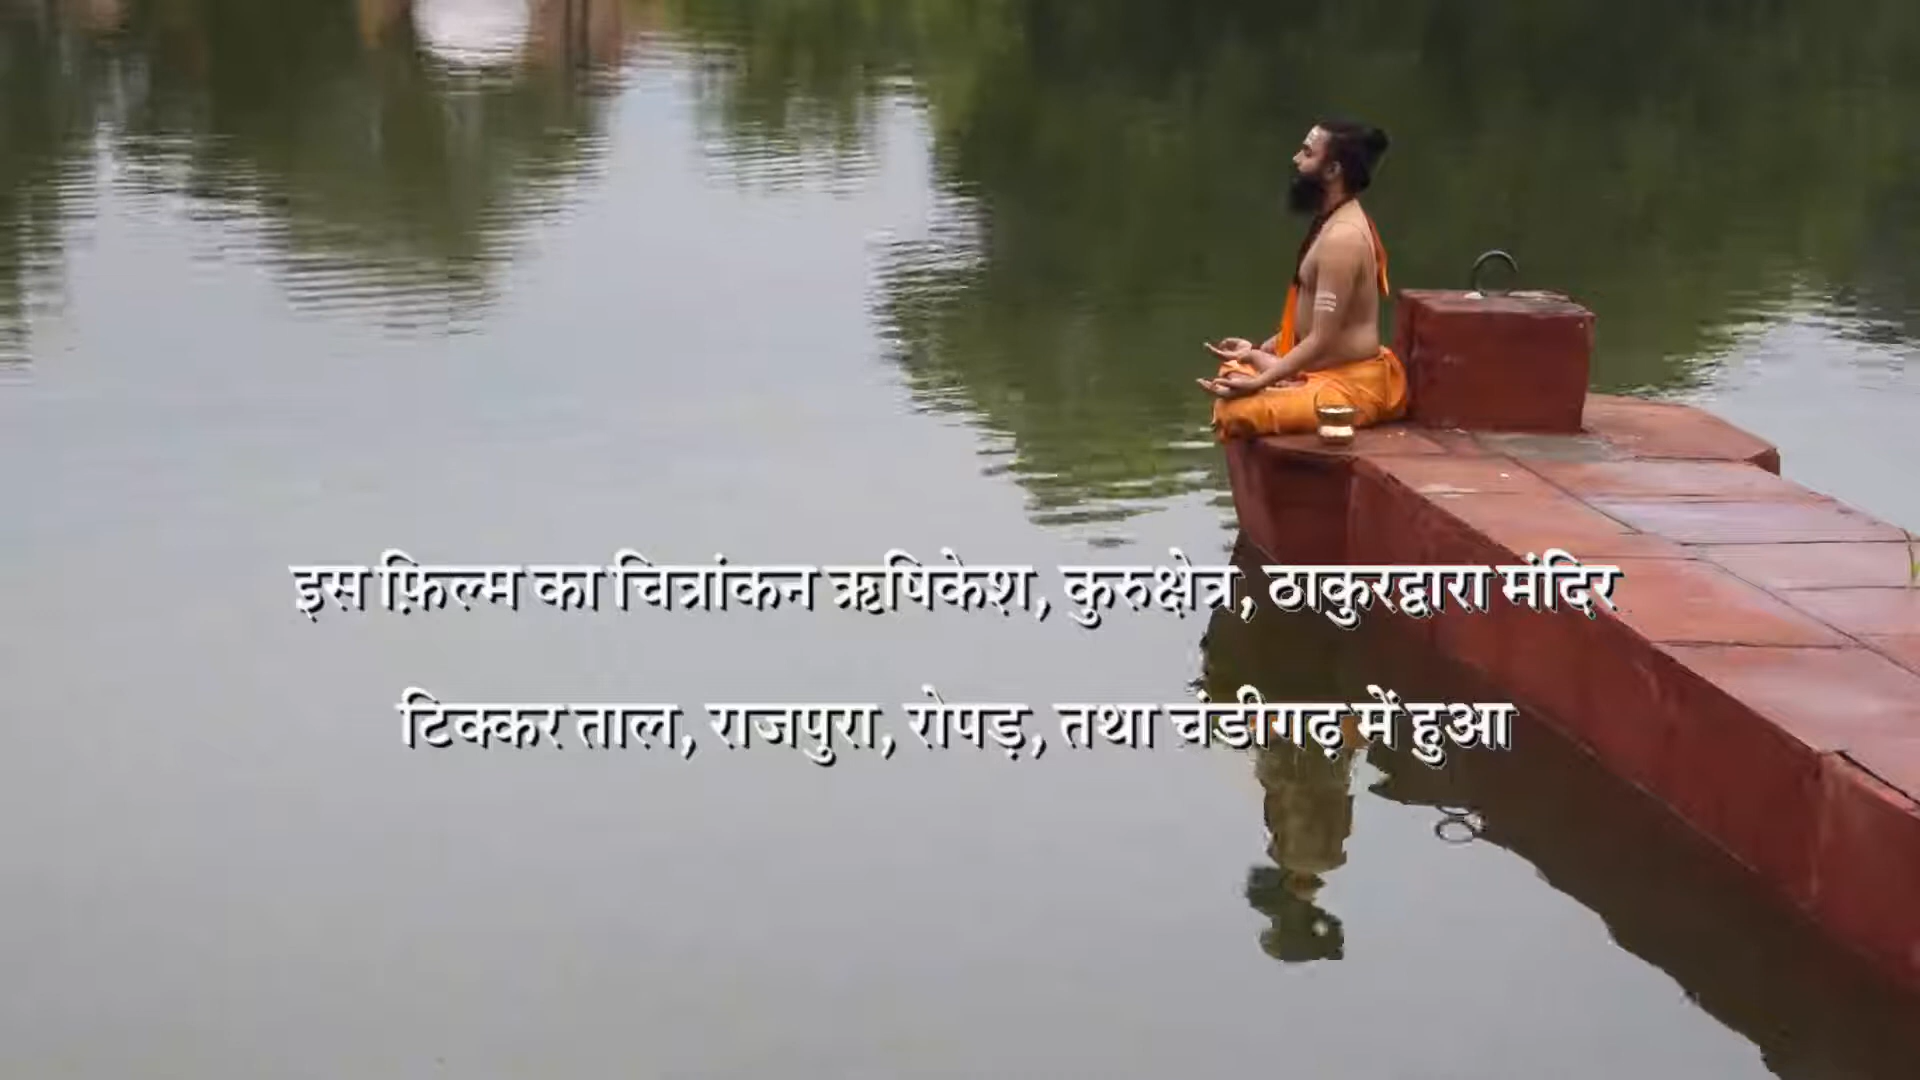 इस फ़िल्म का चित्रांकन ऋषिकेश, कुरुक्षेत्र, ठाकुरद्वारा मंदिर
टिक्कर ताल, राजपुरा, रोपड़, तथा चंडीगढ़ में हुआ